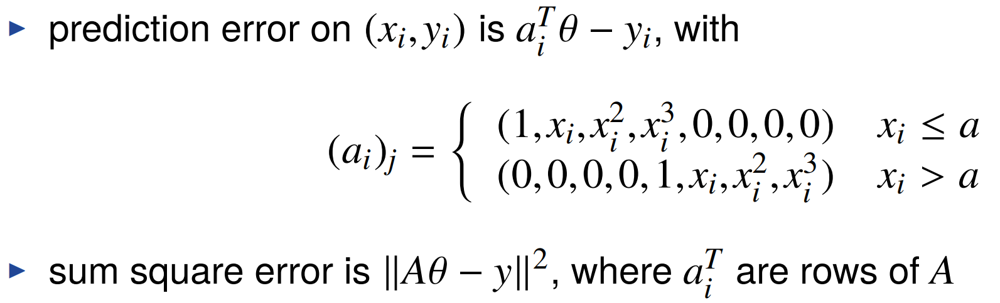 ▶ prediction error on $(x_i, y_i)$ is $a_i^T \theta - y_i$, with
$(a_i)_j = \begin{cases} (1, x_i, x_i^2, x_i^3, 0, 0, 0, 0) & x_i \leq a \\ (0, 0, 0, 0, 1, x_i, x_i^2, x_i^3) & x_i > a \end{cases}$
▶ sum square error is $\|A\theta - y\|^2$, where $a_i^T$ are rows of $A$